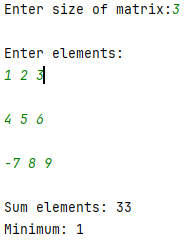 Enter size of matrix:3
Enter elements:
1 2 3
4 5 6
-7 8 9
Sum elements: 33
Minimum: 1